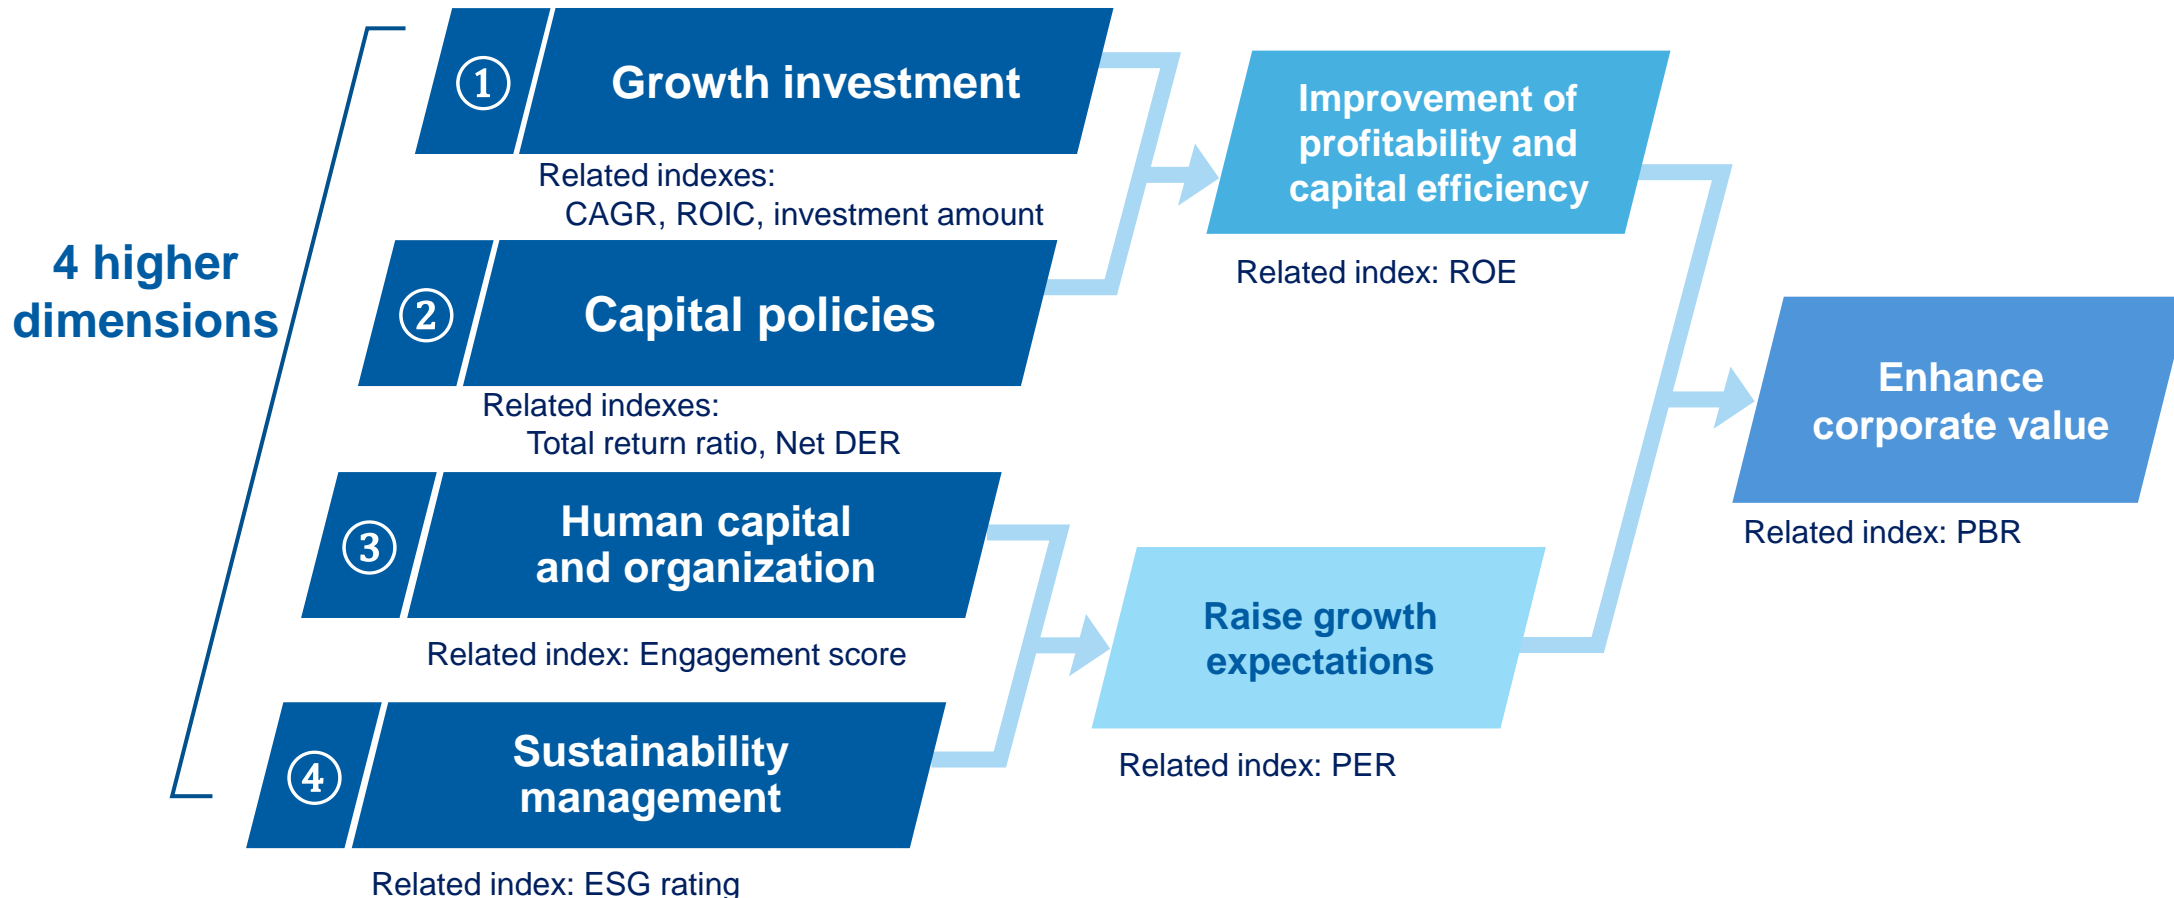 4 higher
dimensions
① Growth investment
Related indexes:
CAGR, ROIC, investment amount
② Capital policies
Related indexes:
Total return ratio, Net DER
③ Human capital
and organization
Related index: Engagement score
④ Sustainability
management
Related index: ESG rating
Improvement of
profitability and
capital efficiency
Related index: ROE
Raise growth
expectations
Related index: PER
Enhance
corporate value
Related index: PBR